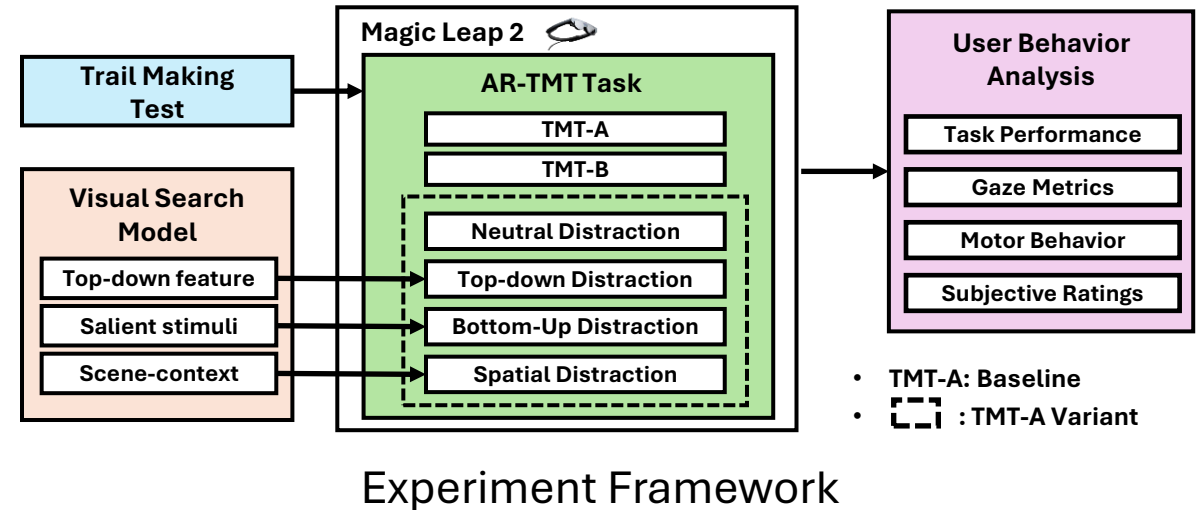 Trail Making
Test
Visual Search
Model
Top-down feature
Salient stimuli
Scene-context
Magic Leap 2
AR-TMT Task
TMT-A
TMT-B
Neutral Distraction
Top-down Distraction
Bottom-Up Distraction
Spatial Distraction
User Behavior
Analysis
Task Performance
Gaze Metrics
Motor Behavior
Subjective Ratings
• TMT-A: Baseline
• : TMT-A Variant
Experiment Framework